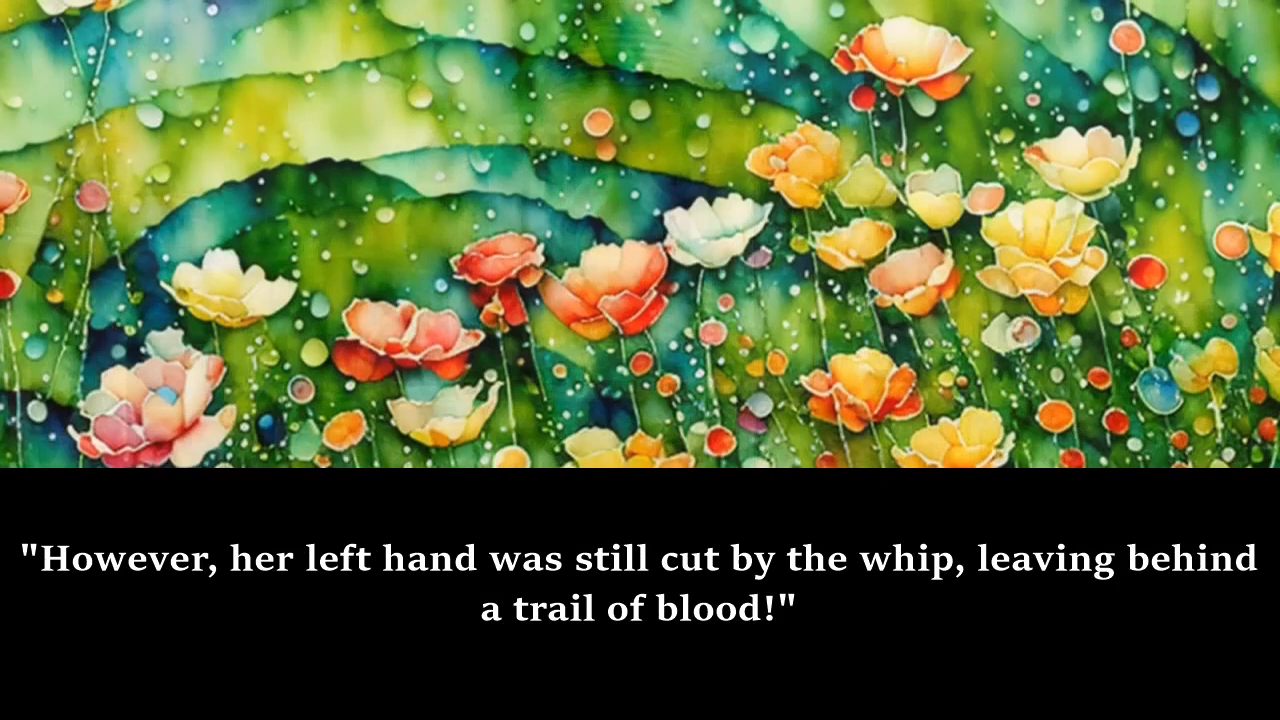 "However, her left hand was still cut by the whip, leaving behind
a trail of blood!"